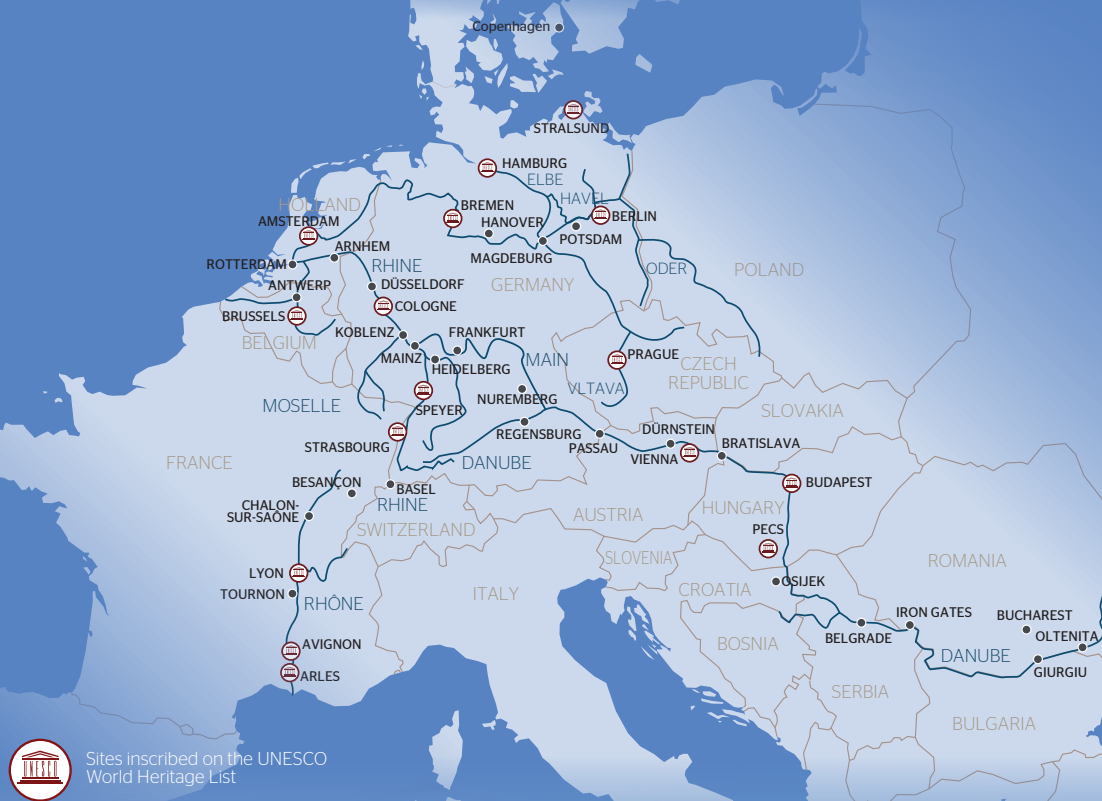 Copenhagen
STRALSUND
HAMBURG
ELBE
HOLLAND
BREMEN
HAVEL
BERLIN
AMSTERDAM
HANOVER
POTSDAM
ARNHEM
MAGDEBURG
ROTTERDAM
RHINE
ODER
POLAND
ANTWERP
DÜSSELDORF
GERMANY
COLOGNE
BRUSSELS
BELGIUM
KOBLENZ
FRANKFURT
MAINZ
HEIDELBERG
MAIN
PRAGUE
CZECH
REPUBLIC
VLTAVA
NUREMBERG
MOSELLE
SPEYER
SLOVAKIA
REGENSBURG
DÜRNSTEIN
STRASBOURG
PASSAU
VIENNA
BRATISLAVA
FRANCE
DANUBE
BESANÇON
BASEL
BUDAPEST
CHALON-
SUR-SAÔNE
RHINE
HUNGARY
AUSTRIA
SWITZERLAND
PECS
SLOVENIA
ROMANIA
LYON
OSIJEK
CROATIA
TOURNON
RHÔNE
ITALY
IRON GATES
BUCHAREST
BELGRADE
OLTENITA
AVIGNON
BOSNIA
DANUBE
GIURGIU
ARLES
SERBIA
BULGARIA
UNESCO
Sites inscribed on the UNESCO
World Heritage List